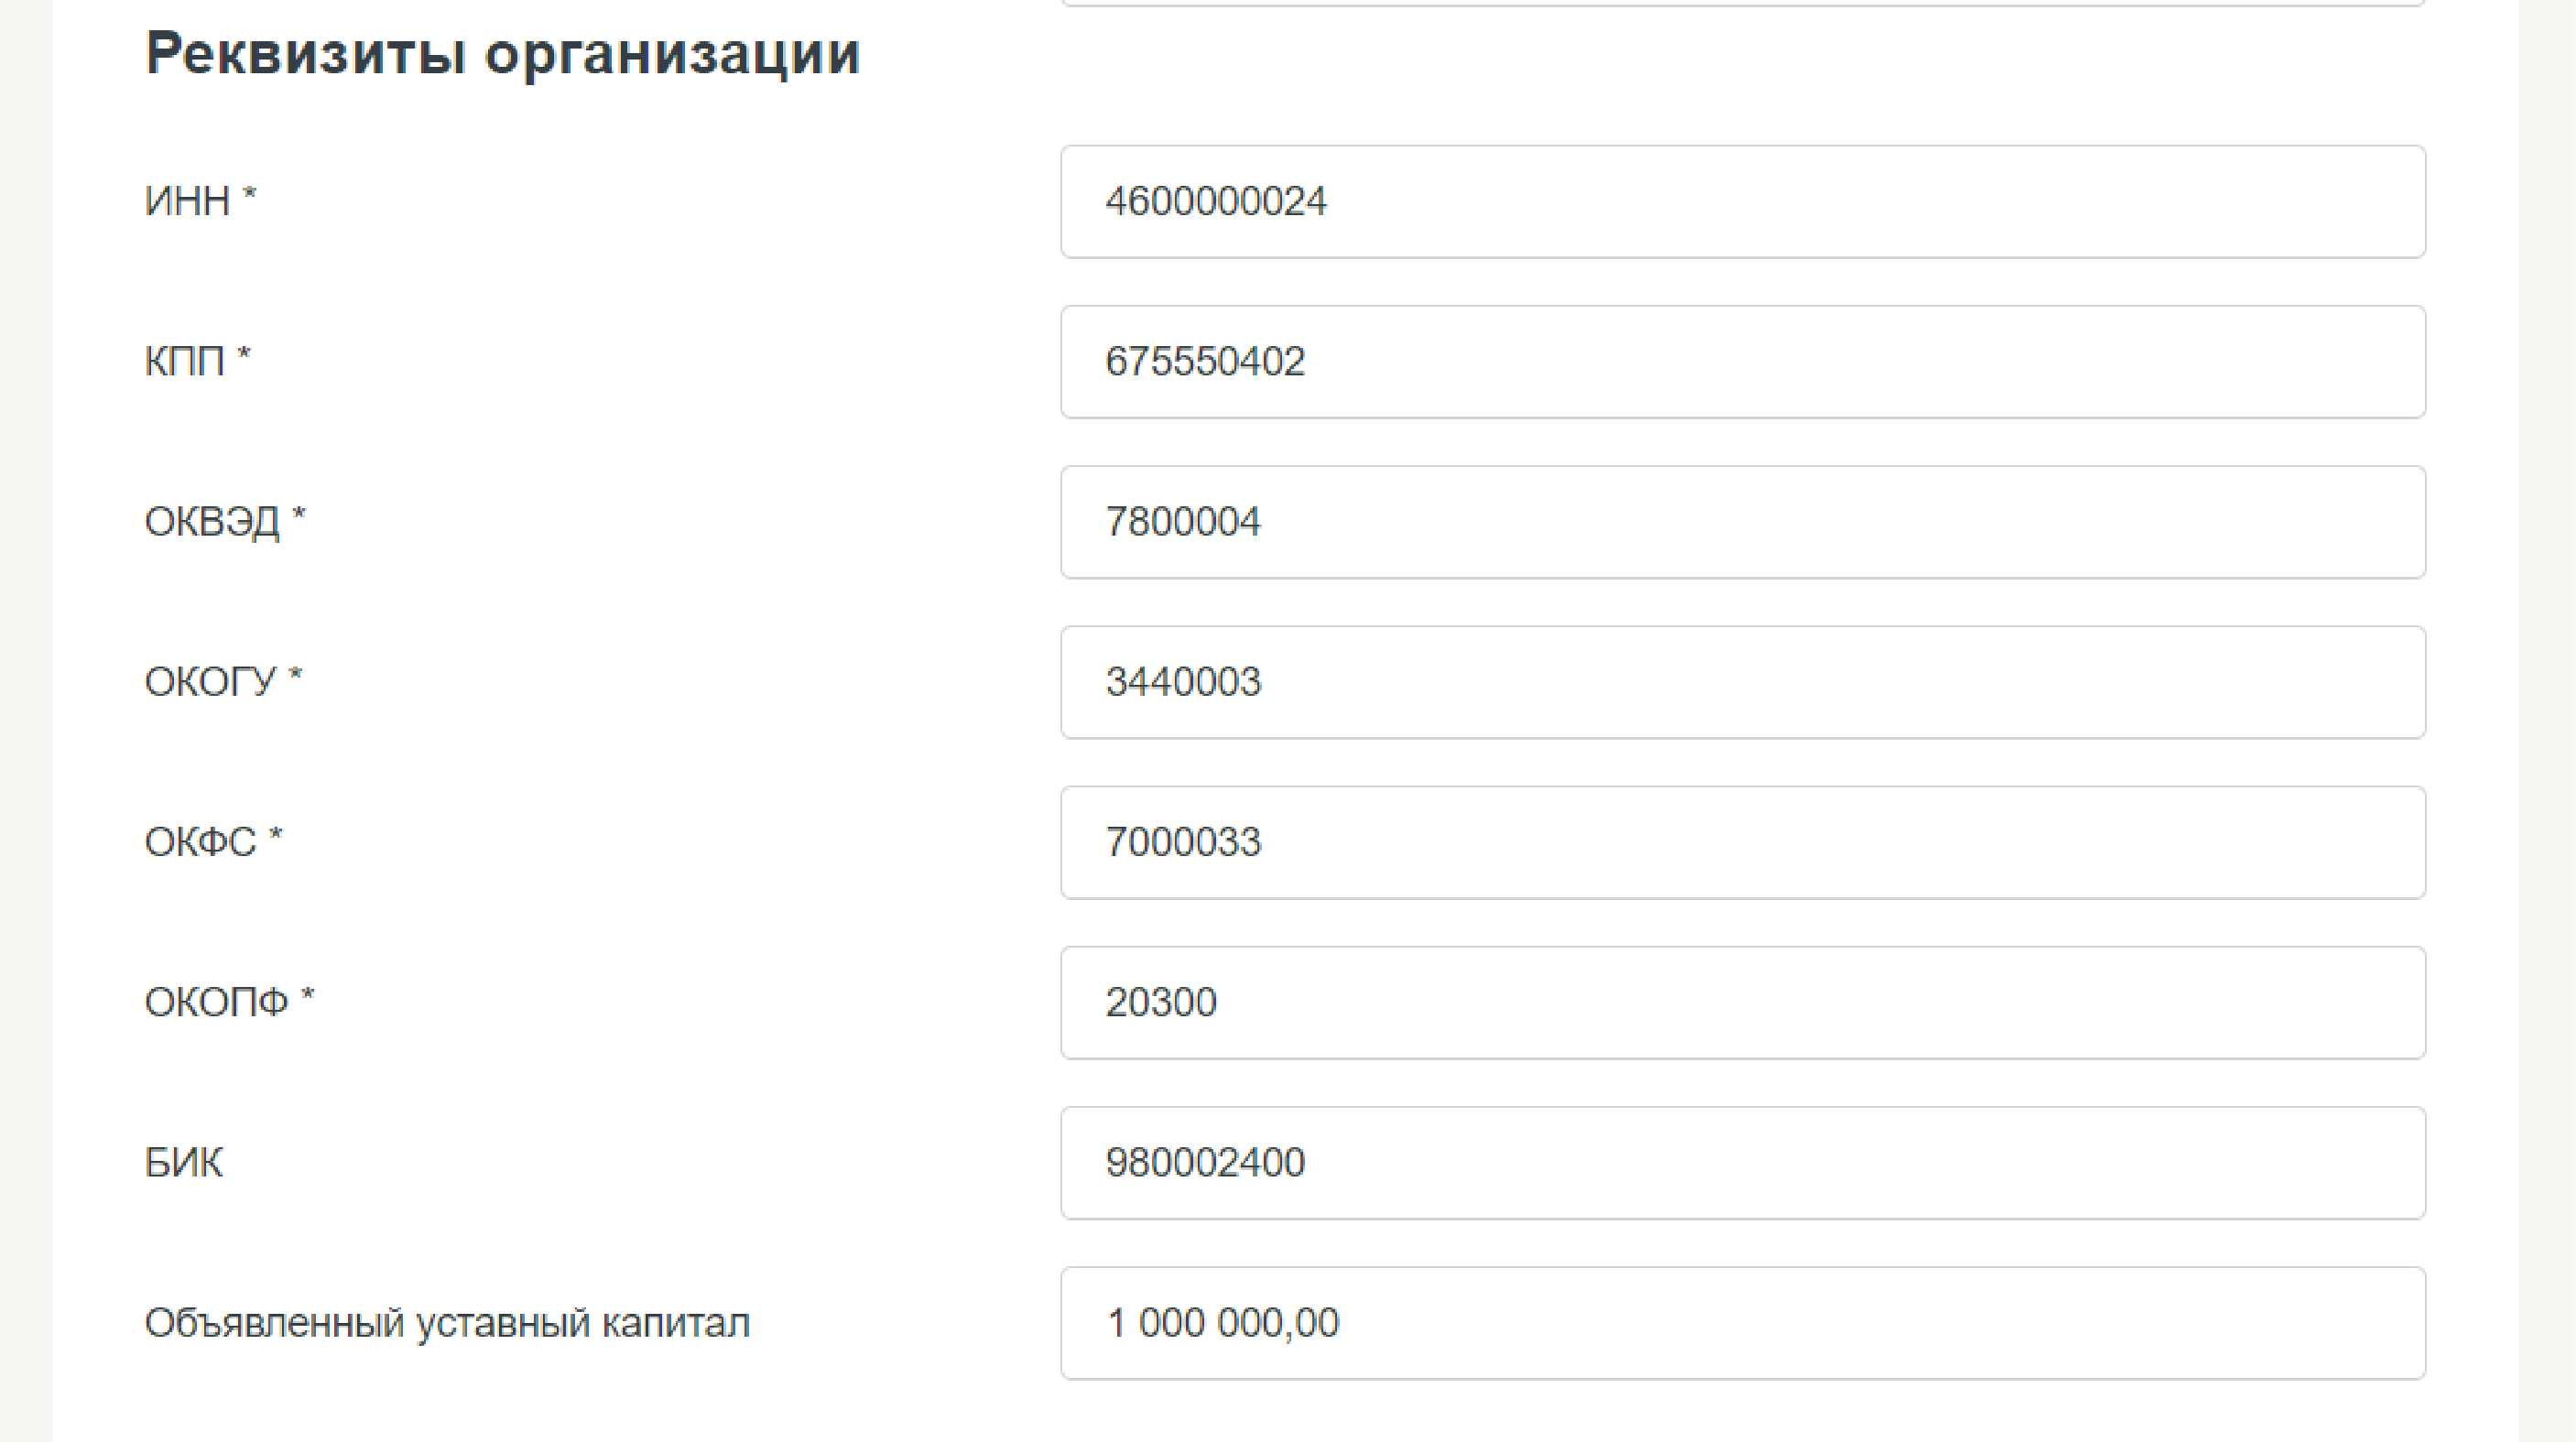 Реквизиты организации
ИНН * 4600000024
КПП * 675550402
ОКВЭД * 7800004
ОКОГУ * 3440003
ОКФС * 7000033
ОКОПФ * 20300
БИК 980002400
Объявленный уставный капитал 1 000 000,00